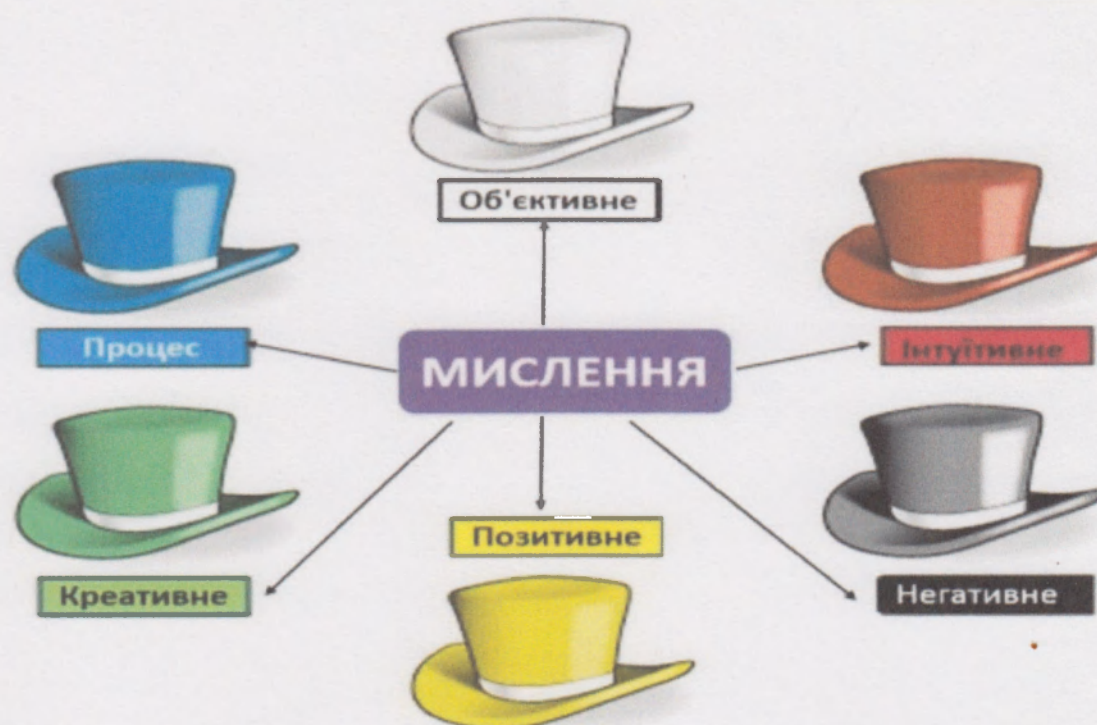 Об'єктивне
Процес
МИСЛЕННЯ
Інтуїтивне
Позитивне
Креативне
Негативне